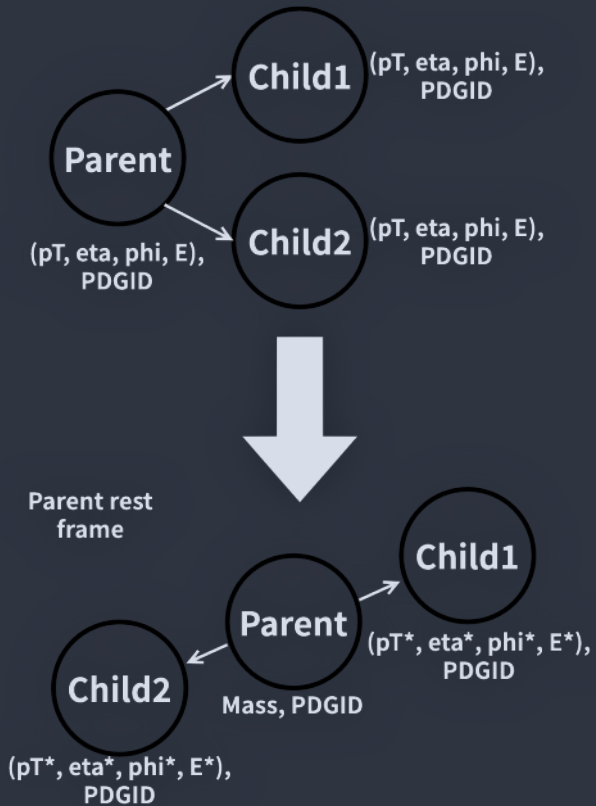 Child1
(pT, eta, phi, E),
PDGID
Parent
(pT, eta, phi, E),
PDGID
Child2
(pT, eta, phi, E),
PDGID
Parent rest
frame
Child1
(pT*, eta*, phi*, E*),
PDGID
Parent
Mass, PDGID
Child2
(pT*, eta*, phi*, E*),
PDGID